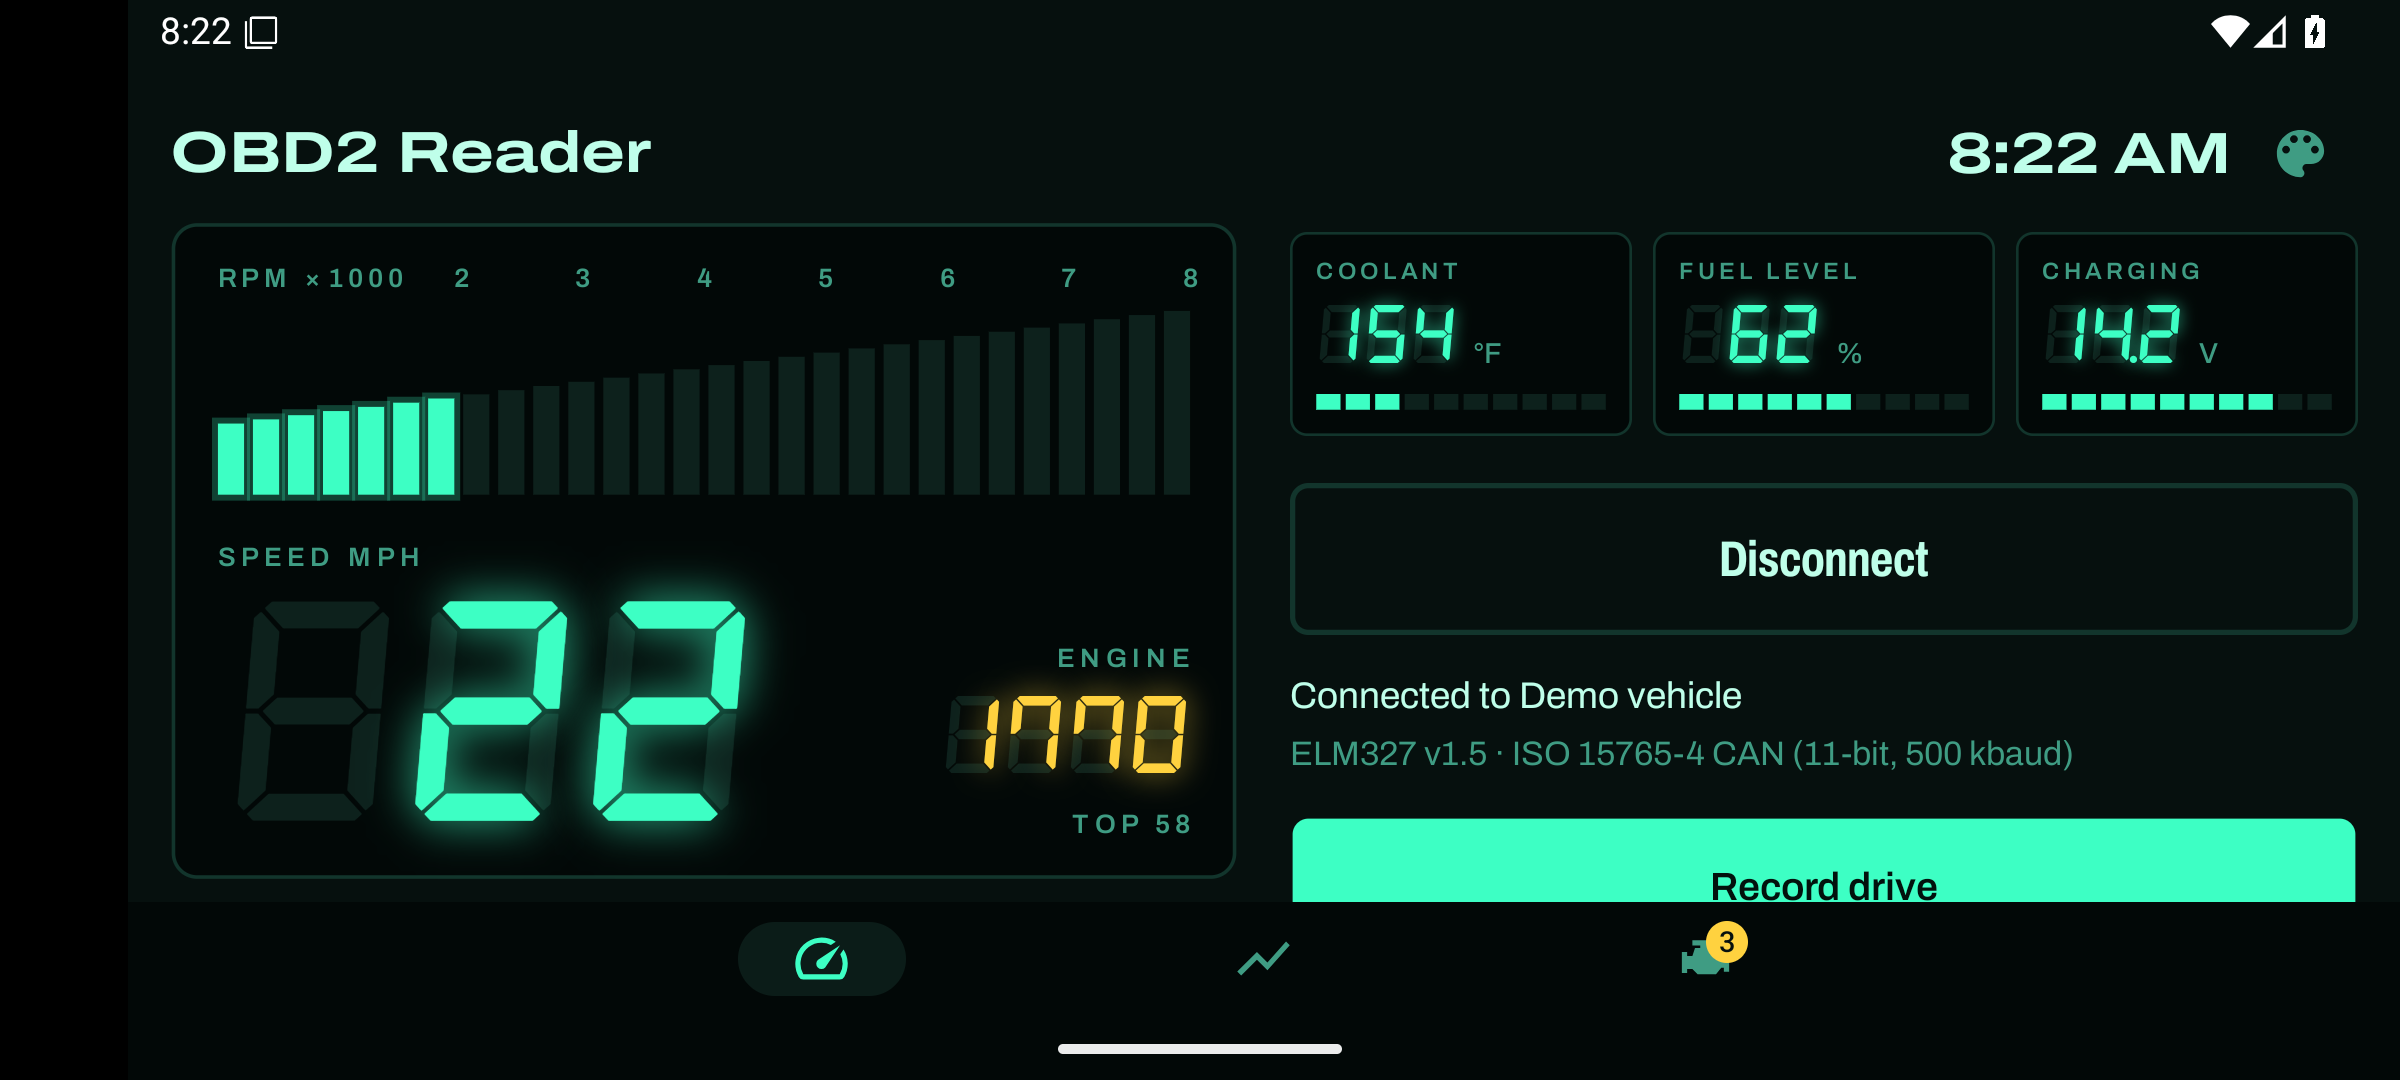 8:22
OBD2 Reader
8:22 AM
RPM ×1000 2 3 4 5 6 7 8
SPEED MPH
22
ENGINE
1770
TOP 58
COOLANT
154 °F
FUEL LEVEL
62 %
CHARGING
14.2 V
Disconnect
Connected to Demo vehicle
ELM327 v1.5 · ISO 15765-4 CAN (11-bit, 500 kbaud)
Record drive
3